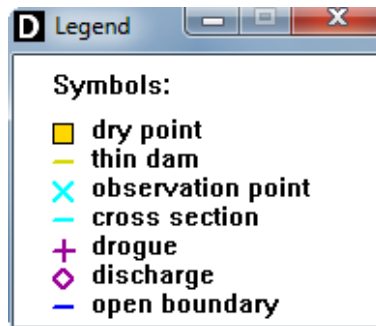 D Legend
Symbols:
dry point
thin dam
observation point
cross section
drogue
discharge
open boundary